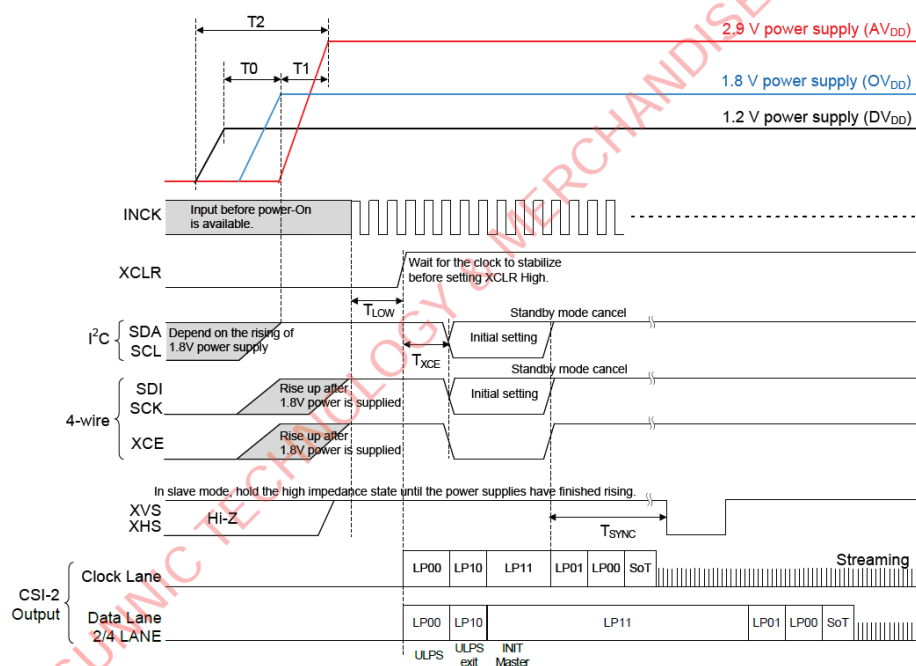 T2
2.9 V power supply (AVDD)
T0
T1
1.8 V power supply (OVDD)
1.2 V power supply (DVDD)
INCK
Input before power-On
is available.
XCLR
Wait for the clock to stabilize
before setting XCLR High.
TLOW
Standby mode cancel
I2C
SDA
SCL
Depend on the rising of
1.8V power supply
TXCE
Initial setting
Standby mode cancel
4-wire
SDI
SCK
Rise up after
1.8V power is supplied
Initial setting
XCE
Rise up after
1.8V power is supplied
In slave mode, hold the high impedance state until the power supplies have finished rising.
XVS
XHS
Hi-Z
TSYNC
CSI-2
Output
Clock Lane
LP00 LP10 LP11 LP01 LP00 SoT
Streaming
Data Lane
2/4 LANE
LP00 LP10 LP11 LP01 LP00 SoT
ULPS
ULPS
exit
INIT
Master
SUNNIC TECHNOLOGY & MERCHANDISE